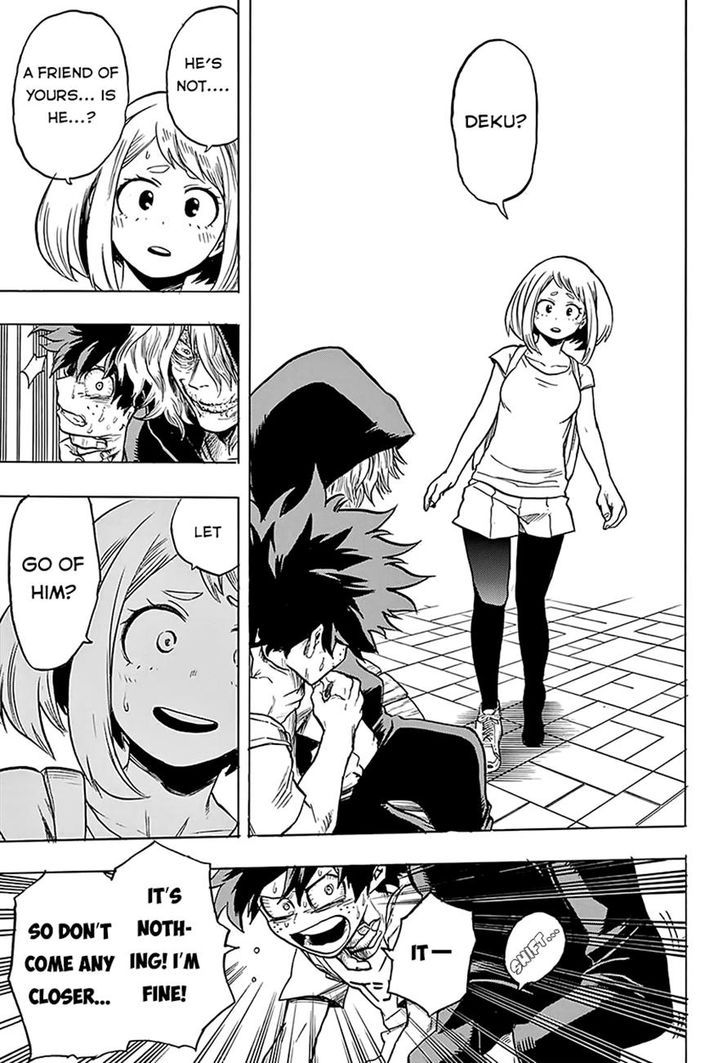 DEKU?
HE'S
NOT....
A FRIEND OF
YOURS... IS
HE...?
LET
GO OF
HIM?
SHIFT...
IT—
IT'S
NOTH-
ING! I'M
FINE!
SO DON'T
COME ANY
CLOSER...